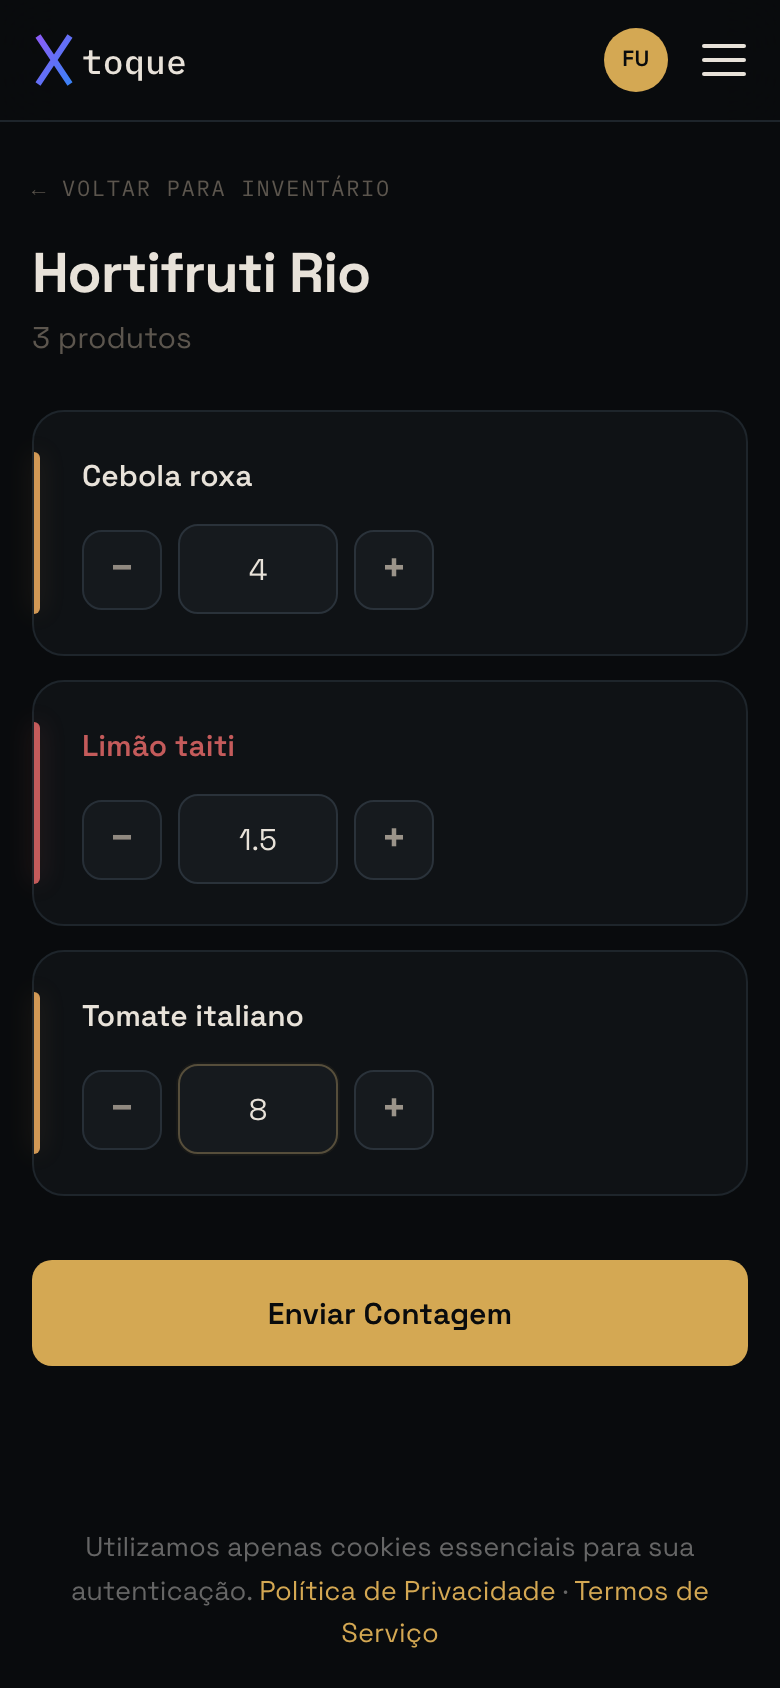 toque
FU
← VOLTAR PARA INVENTÁRIO
Hortifruti Rio
3 produtos
Cebola roxa
− 4 +
Limão taiti
− 1.5 +
Tomate italiano
− 8 +
Enviar Contagem
Utilizamos apenas cookies essenciais para sua
autenticação. Política de Privacidade · Termos de
Serviço